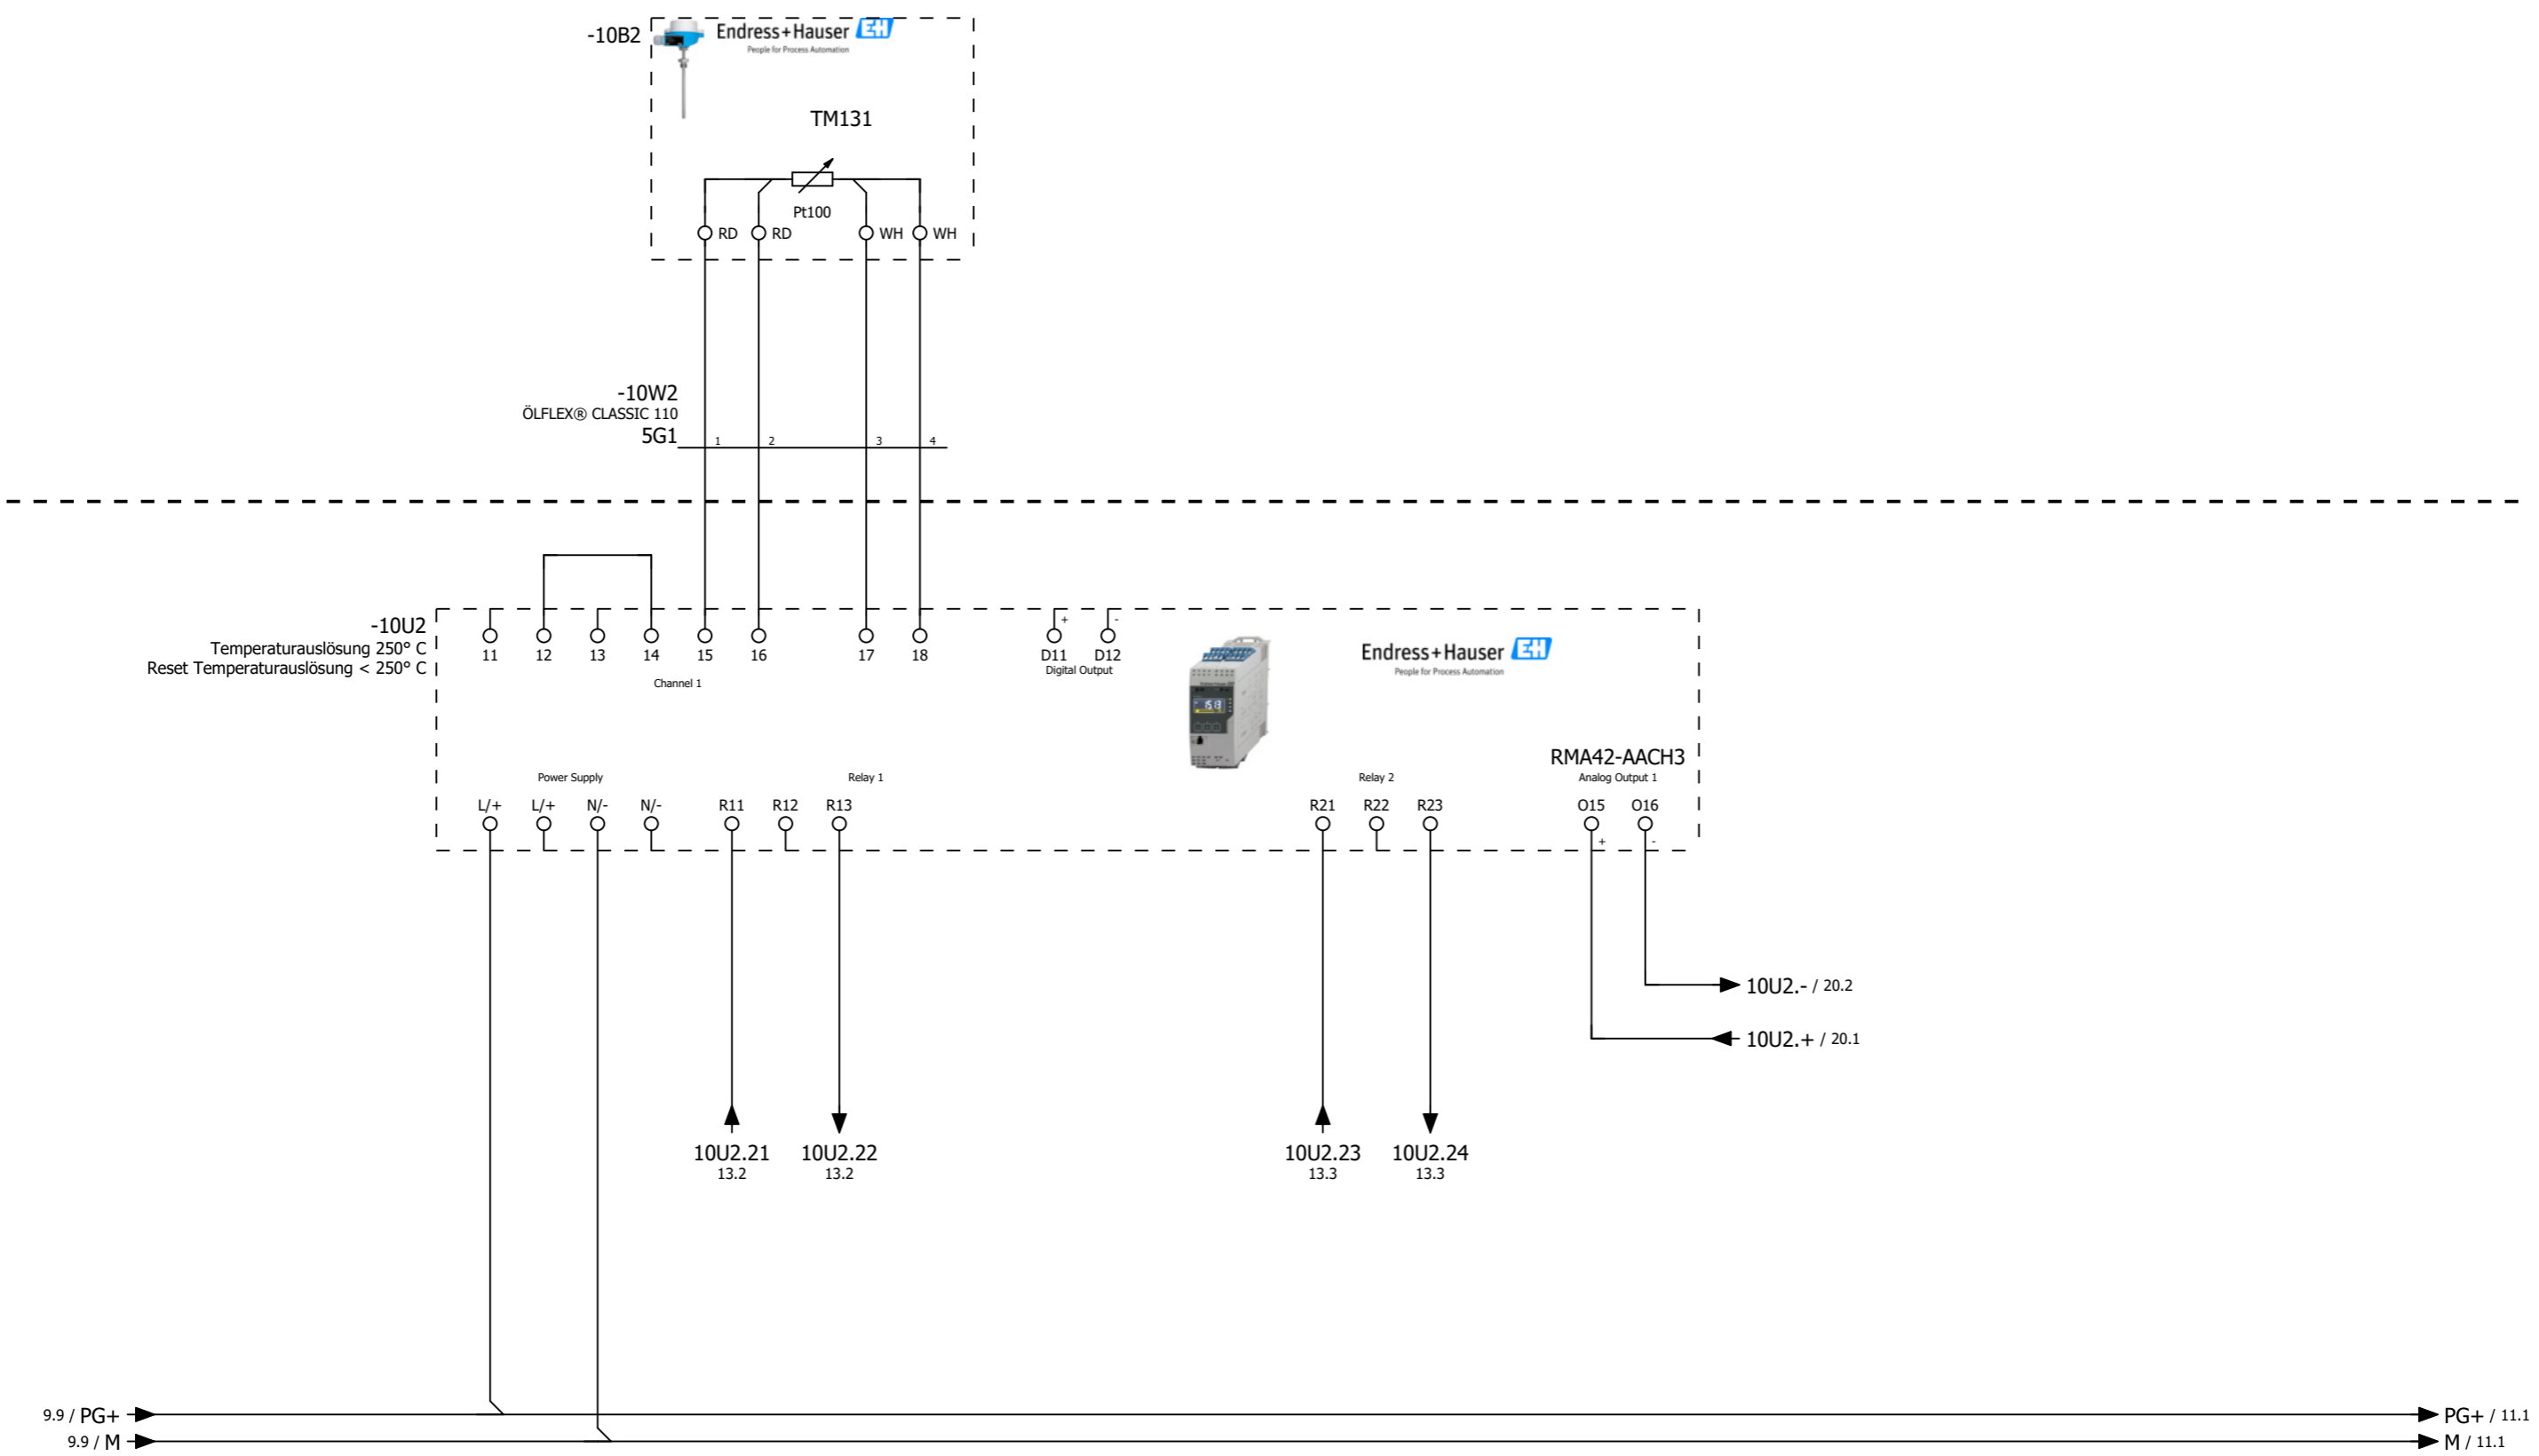 -10B2
Endress+Hauser EH
People for Process Automation
TM131
Pt100
RD RD WH WH
-10W2
ÖLFLEX® CLASSIC 110
5G1
1 2 3 4
-10U2
Temperaturauslösung 250° C
Reset Temperaturauslösung < 250° C
+ -
11 12 13 14 15 16 17 18 D11 D12
Channel 1
Digital Output
Endress+Hauser EH
People for Process Automation
RMA42-AACH3
Power Supply
Relay 1
Relay 2
Analog Output 1
L/+ L/+ N/- N/- R11 R12 R13 R21 R22 R23 O15 O16
+ -
10U2.- / 20.2
10U2.+ / 20.1
10U2.21 10U2.22 10U2.23 10U2.24
13.2 13.2 13.3 13.3
9.9 / PG+ PG+ / 11.1
9.9 / M M / 11.1